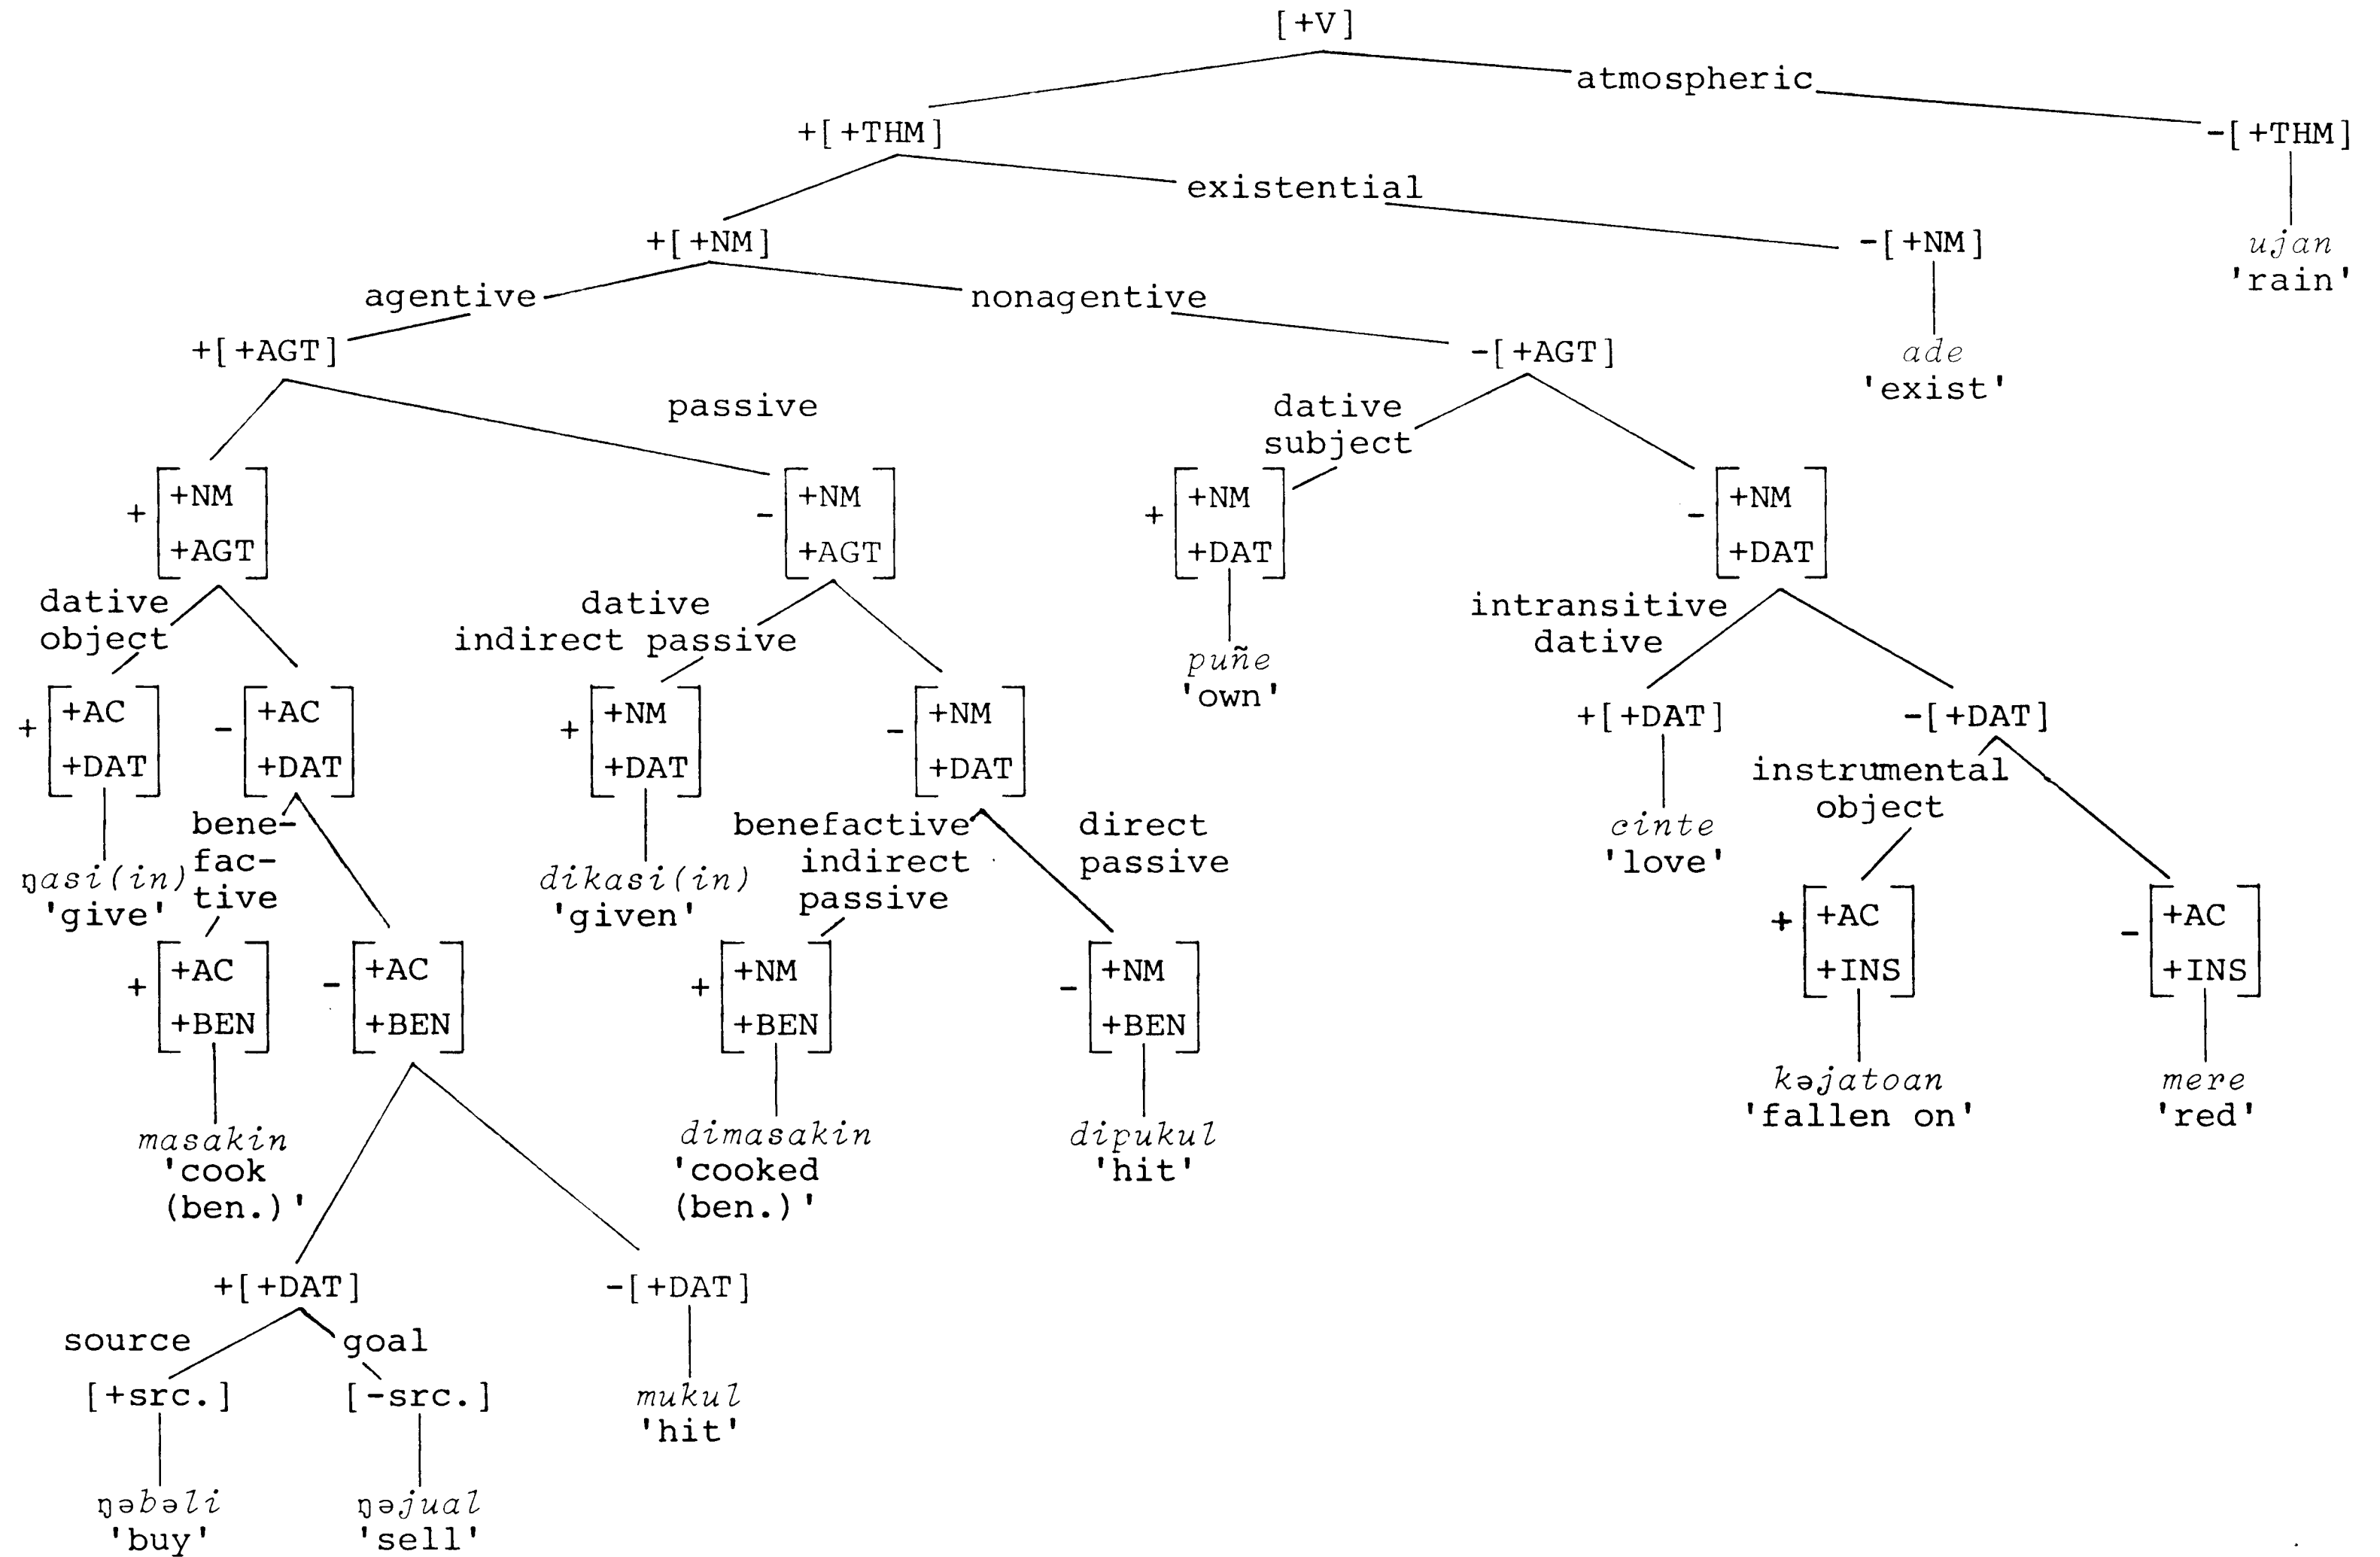 [+V]
atmospheric
+[+THM]
-[+THM]
existential
+[+NM]
-[+NM]
ujan
'rain'
agentive
nonagentive
+[+AGT]
-[+AGT]
ade
'exist'
passive
dative
subject
+ [+NM
+AGT]
- [+NM
+AGT]
+ [+NM
+DAT]
- [+NM
+DAT]
dative
object
dative
indirect passive
intransitive
dative
puñe
'own'
+ [+AC
+DAT]
- [+AC
+DAT]
+ [+NM
+DAT]
- [+NM
+DAT]
+[+DAT]
-[+DAT]
bene-
fac-
tive
benefactive
indirect
passive
direct
passive
instrumental
object
ŋasi(in)
'give'
dikasi(in)
'given'
cinte
'love'
+ [+AC
+BEN]
- [+AC
+BEN]
+ [+NM
+BEN]
- [+NM
+BEN]
+ [+AC
+INS]
- [+AC
+INS]
masakin
'cook
(ben.)'
dimasakin
'cooked
(ben.)'
dipukul
'hit'
kəjatoan
'fallen on'
mere
'red'
+[+DAT]
-[+DAT]
source
goal
[+src.]
[-src.]
mukul
'hit'
ŋəbəli
'buy'
ŋəjual
'sell'